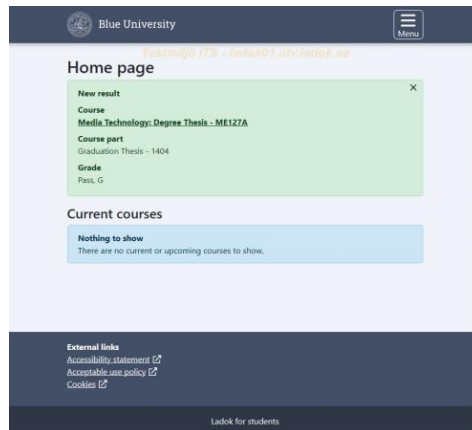 Blue University
Menu
Testmiljö ITS - ladok01.utv.ladok.se
Home page
New result
Course
Media Technology: Degree Thesis - ME127A
Course part
Graduation Thesis - 1404
Grade
Pass, G
Current courses
Nothing to show
There are no current or upcoming courses to show.
External links
Accessibility statement
Acceptable use policy
Cookies
Ladok for students